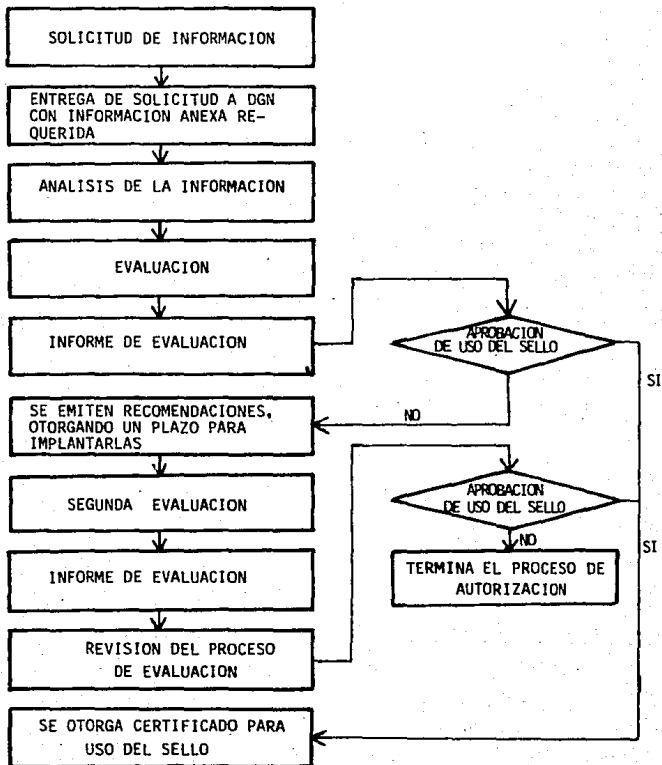 SOLICITUD DE INFORMACION
ENTREGA DE SOLICITUD A DGN
CON INFORMACION ANEXA RE-
QUERIDA
ANALISIS DE LA INFORMACION
EVALUACION
INFORME DE EVALUACION
APROBACION
DE USO DEL SELLO
SI
NO
SE EMITEN RECOMENDACIONES,
OTORGANDO UN PLAZO PARA
IMPLANTARLAS
SEGUNDA EVALUACION
APROBACION
DE USO DEL SELLO
SI
NO
INFORME DE EVALUACION
TERMINA EL PROCESO DE
AUTORIZACION
REVISION DEL PROCESO
DE EVALUACION
SE OTORGA CERTIFICADO PARA
USO DEL SELLO